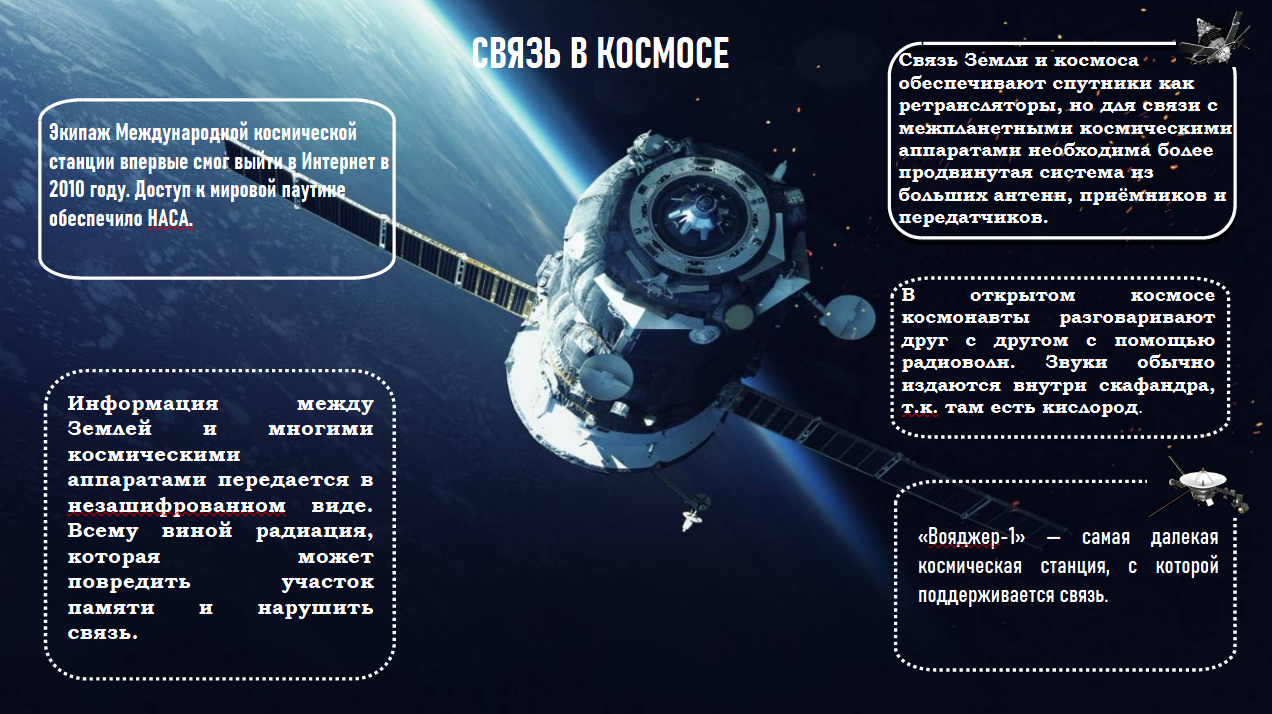 СВЯЗЬ В КОСМОСЕ
Экипаж Международной космической
станции впервые смог выйти в Интернет в
2010 году. Доступ к мировой паутине
обеспечило НАСА.
Информация между
Землей и многими
космическими
аппаратами передается в
незашифрованном виде.
Всему виной радиация,
которая может
повредить участок
памяти и нарушить
связь.
Связь Земли и космоса
обеспечивают спутники как
ретрансляторы, но для связи с
межпланетными космическими
аппаратами необходима более
продвинутая система из
больших антенн, приёмников и
передатчиков.
В открытом космосе
космонавты разговаривают
друг с другом с помощью
радиоволн. Звуки обычно
издаются внутри скафандра,
т.к. там есть кислород.
«Вояджер-1» — самая далекая
космическая станция, с которой
поддерживается связь.